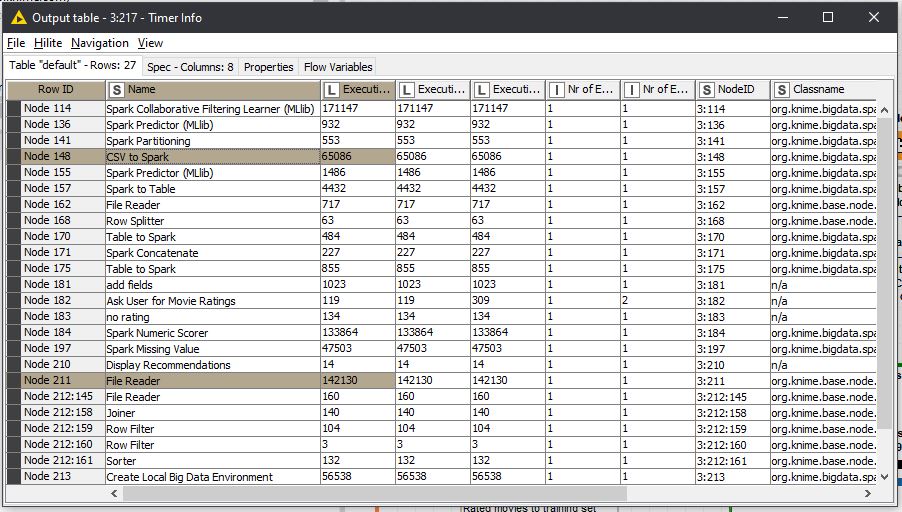 Output table - 3:217 - Timer Info
File Hilite Navigation View
Table "default" - Rows: 27 Spec - Columns: 8 Properties Flow Variables
Row ID S Name L Executi... L Executi... L Executi... I Nr of E... I Nr of E... S NodeID S Classname
Node 114 Spark Collaborative Filtering Learner (MLlib) 171147 171147 171147 1 1 3:114 org.knime.bigdata.spa
Node 136 Spark Predictor (MLlib) 932 932 932 1 1 3:136 org.knime.bigdata.spa
Node 141 Spark Partitioning 553 553 553 1 1 3:141 org.knime.bigdata.spa
Node 148 CSV to Spark 65086 65086 65086 1 1 3:148 org.knime.bigdata.spa
Node 155 Spark Predictor (MLlib) 1486 1486 1486 1 1 3:155 org.knime.bigdata.spa
Node 157 Spark to Table 4432 4432 4432 1 1 3:157 org.knime.bigdata.spa
Node 162 File Reader 717 717 717 1 1 3:162 org.knime.base.node.
Node 168 Row Splitter 63 63 63 1 1 3:168 org.knime.base.node.
Node 170 Table to Spark 484 484 484 1 1 3:170 org.knime.bigdata.spa
Node 171 Spark Concatenate 227 227 227 1 1 3:171 org.knime.bigdata.spa
Node 175 Table to Spark 855 855 855 1 1 3:175 org.knime.bigdata.spa
Node 181 add fields 1023 1023 1023 1 1 3:181 n/a
Node 182 Ask User for Movie Ratings 119 119 309 1 2 3:182 n/a
Node 183 no rating 134 134 134 1 1 3:183 n/a
Node 184 Spark Numeric Scorer 133864 133864 133864 1 1 3:184 org.knime.bigdata.spa
Node 197 Spark Missing Value 47503 47503 47503 1 1 3:197 org.knime.bigdata.spa
Node 210 Display Recommendations 14 14 14 1 1 3:210 n/a
Node 211 File Reader 142130 142130 142130 1 1 3:211 org.knime.base.node.
Node 212:145 File Reader 160 160 160 1 1 3:212:145 org.knime.base.node.
Node 212:158 Joiner 140 140 140 1 1 3:212:158 org.knime.base.node.
Node 212:159 Row Filter 104 104 104 1 1 3:212:159 org.knime.base.node.
Node 212:160 Row Filter 3 3 3 1 1 3:212:160 org.knime.base.node.
Node 212:161 Sorter 132 132 132 1 1 3:212:161 org.knime.base.node.
Node 213 Create Local Big Data Environment 56538 56538 56538 1 1 3:213 org.knime.bigdata.spa
Rated movies to training set